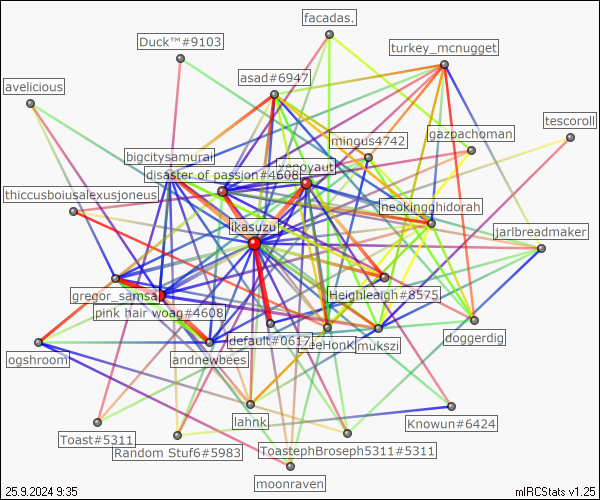 facadas.
Duck™#9103
turkey_mcnugget
asad#6947
avelicious
tescoroll
gazpachoman
mingus4742
bigcitysamurai
disaster of passion#4608
thiccusboiusalexusjoneus
neokingghidorah
ikasuzu
jarlbreadmaker
gregor_samsa
Heighleaigh#8575
pink hair woag#4608
default#0617
mukszi
doggerdig
ogshroom
andnewbees
lahnk
Knowun#6424
Toast#5311
Random Stuf6#5983
ToastephBroseph5311#5311
moonraven
25.9.2024 9:35
mIRCStats v1.25